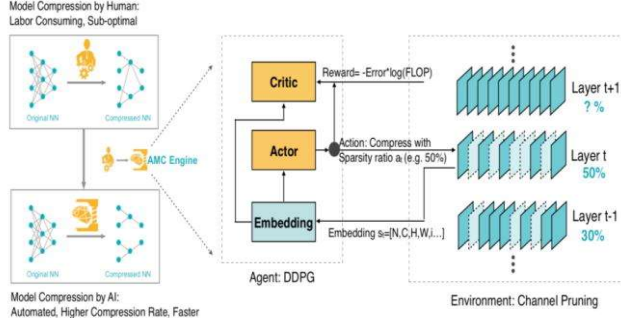 Model Compression by Human:
Labor Consuming, Sub-optimal
Original NN
Compressed NN
AMC Engine
Original NN
Compressed NN
Model Compression by AI:
Automated, Higher Compression Rate, Faster
Critic
Actor
Embedding
Agent: DDPG
Reward= -Error*log(FLOP)
Action: Compress with
Sparsity ratio at (e.g. 50%)
Embedding st=[N,C,H,W,i…]
Layer t+1
? %
Layer t
50%
Layer t-1
30%
Environment: Channel Pruning